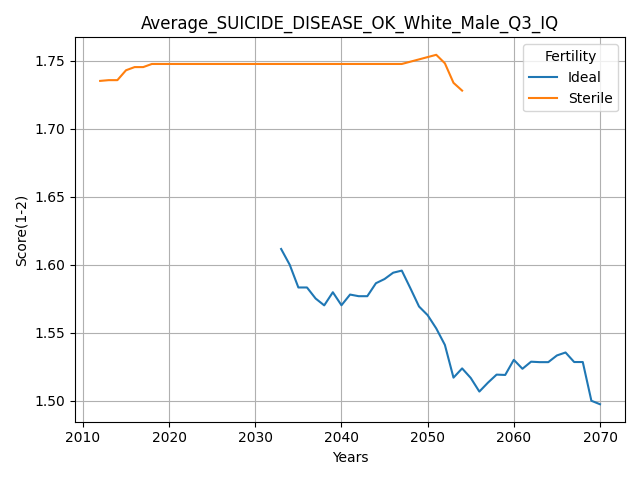 Average_SUICIDE_DISEASE_OK_White_Male_Q3_IQ
Fertility
Ideal
Sterile
Score(1-2)
1.75
1.70
1.65
1.60
1.55
1.50
2010 2020 2030 2040 2050 2060 2070
Years